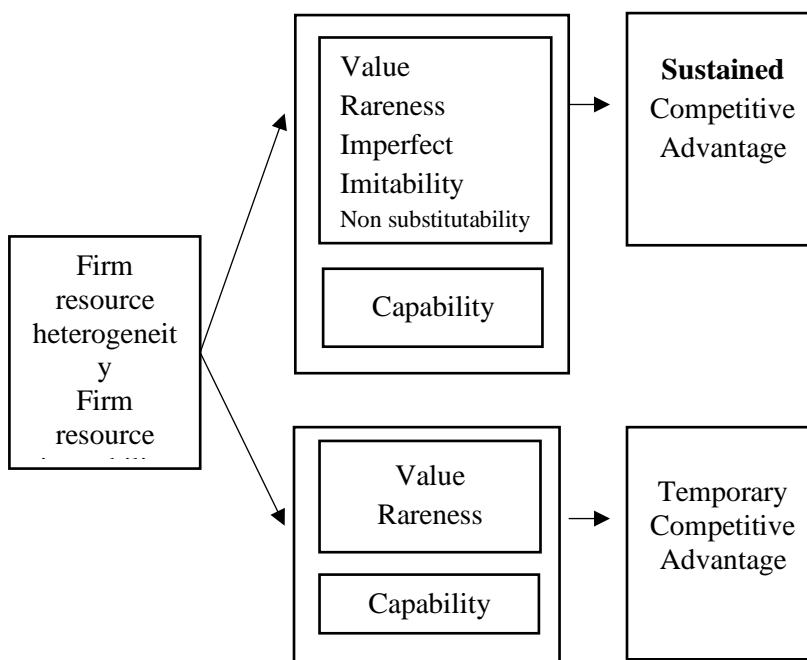 Firm
resource
heterogeneit
y
Firm
resource
Value
Rareness
Imperfect
Imitability
Non substitutability
Capability
Sustained
Competitive
Advantage
Value
Rareness
Capability
Temporary
Competitive
Advantage